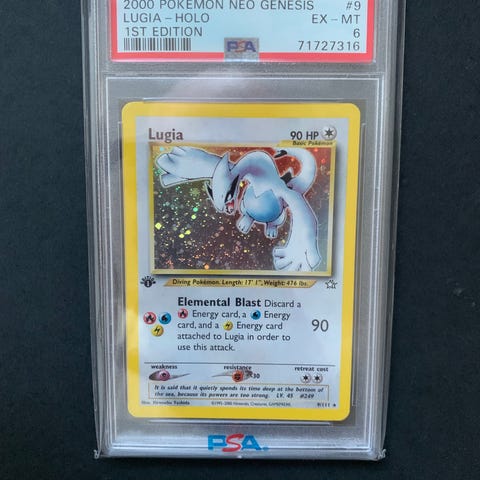 2000 POKEMON NEO GENESIS #9
LUGIA - HOLO EX - MT
1ST EDITION PSA 6
71727316
Lugia 90 HP
Basic Pokémon
1
EDITION
Diving Pokémon. Length: 17' 1", Weight: 476 lbs.
Elemental Blast Discard a
Energy card, a Energy
card, and a Energy card
attached to Lugia in order to
use this attack.
90
weakness resistance retreat cost
-30
It is said that it quietly spends its time deep at the bottom of
the sea, because its powers are too strong. LV. 45 #249
Illus. Hironobu Yoshida ©1995-2000 Nintendo, Creatures, GAMEFREAK. 9/111
PSA